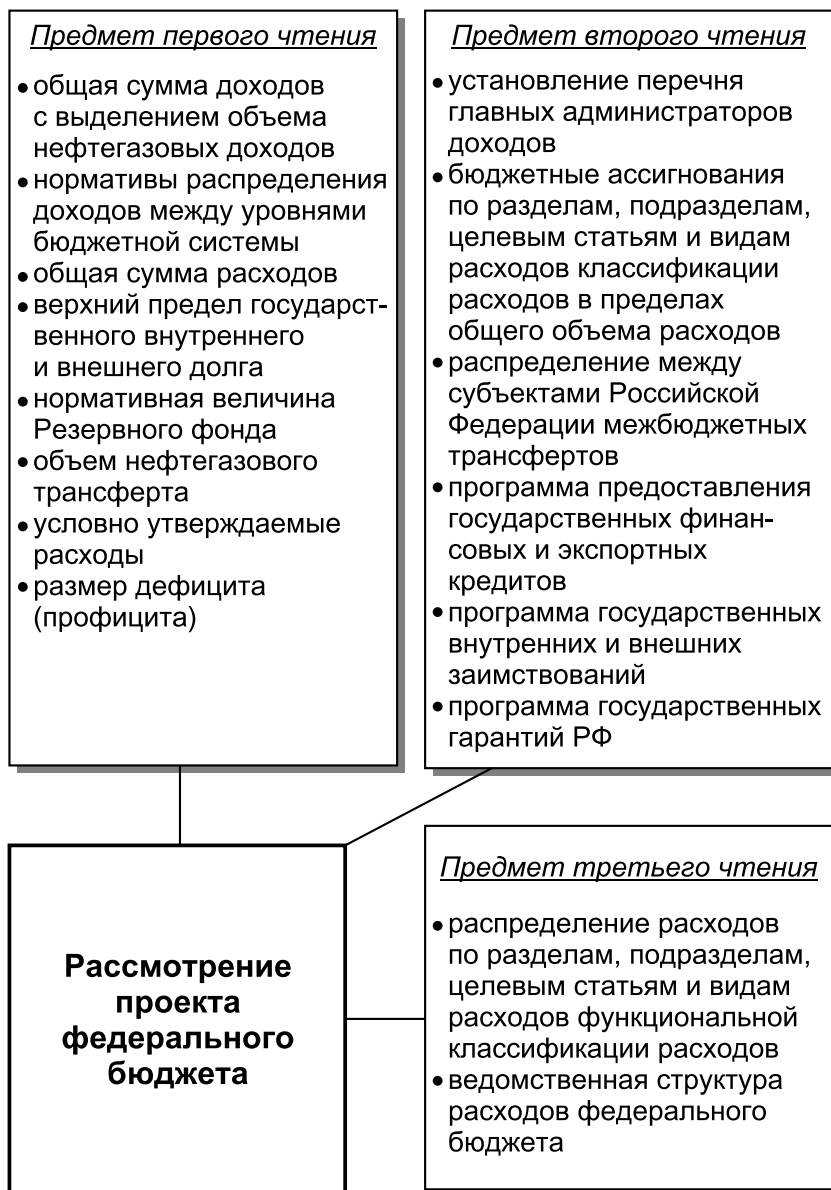 Предмет первого чтения
• общая сумма доходов
с выделением объема
нефтегазовых доходов
• нормативы распределения
доходов между уровнями
бюджетной системы
• общая сумма расходов
• верхний предел государст-
венного внутреннего
и внешнего долга
• нормативная величина
Резервного фонда
• объем нефтегазового
трансферта
• условно утверждаемые
расходы
• размер дефицита
(профицита)
Предмет второго чтения
• установление перечня
главных администраторов
доходов
• бюджетные ассигнования
по разделам, подразделам,
целевым статьям и видам
расходов классификации
расходов в пределах
общего объема расходов
• распределение между
субъектами Российской
Федерации межбюджетных
трансфертов
• программа предоставления
государственных финан-
совых и экспортных
кредитов
• программа государственных
внутренних и внешних
заимствований
• программа государственных
гарантий РФ
Рассмотрение
проекта
федерального
бюджета
Предмет третьего чтения
• распределение расходов
по разделам, подразделам,
целевым статьям и видам
расходов функциональной
классификации расходов
• ведомственная структура
расходов федерального
бюджета